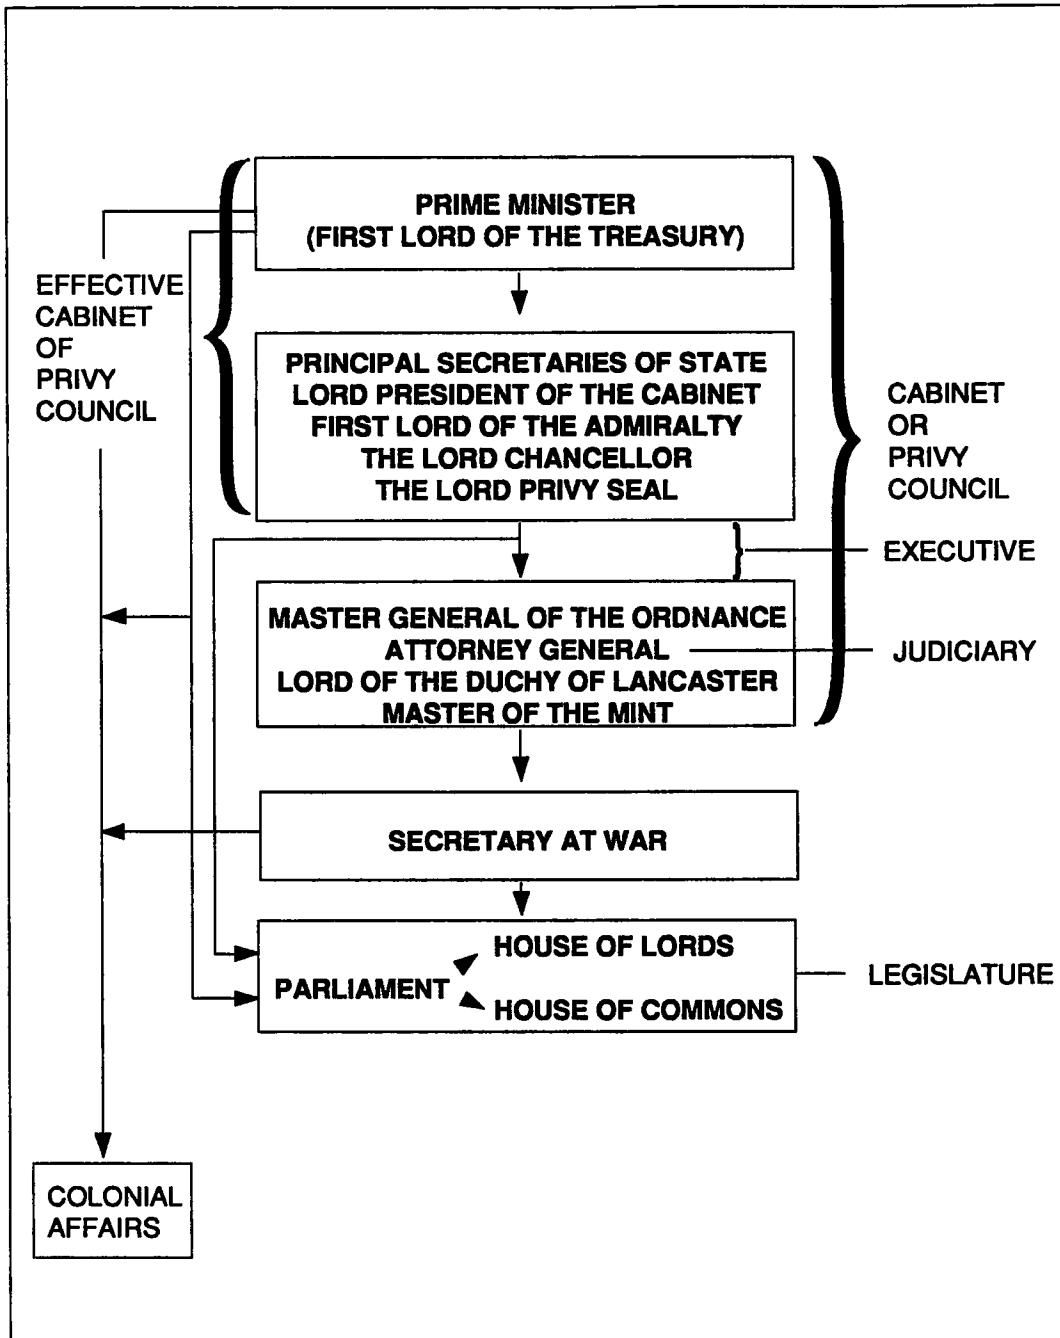 PRIME MINISTER
(FIRST LORD OF THE TREASURY)
EFFECTIVE
CABINET
OF
PRIVY
COUNCIL
PRINCIPAL SECRETARIES OF STATE
LORD PRESIDENT OF THE CABINET
FIRST LORD OF THE ADMIRALTY
THE LORD CHANCELLOR
THE LORD PRIVY SEAL
CABINET
OR
PRIVY
COUNCIL
EXECUTIVE
MASTER GENERAL OF THE ORDNANCE
ATTORNEY GENERAL
LORD OF THE DUCHY OF LANCASTER
MASTER OF THE MINT
JUDICIARY
SECRETARY AT WAR
HOUSE OF LORDS
PARLIAMENT
HOUSE OF COMMONS
LEGISLATURE
COLONIAL
AFFAIRS